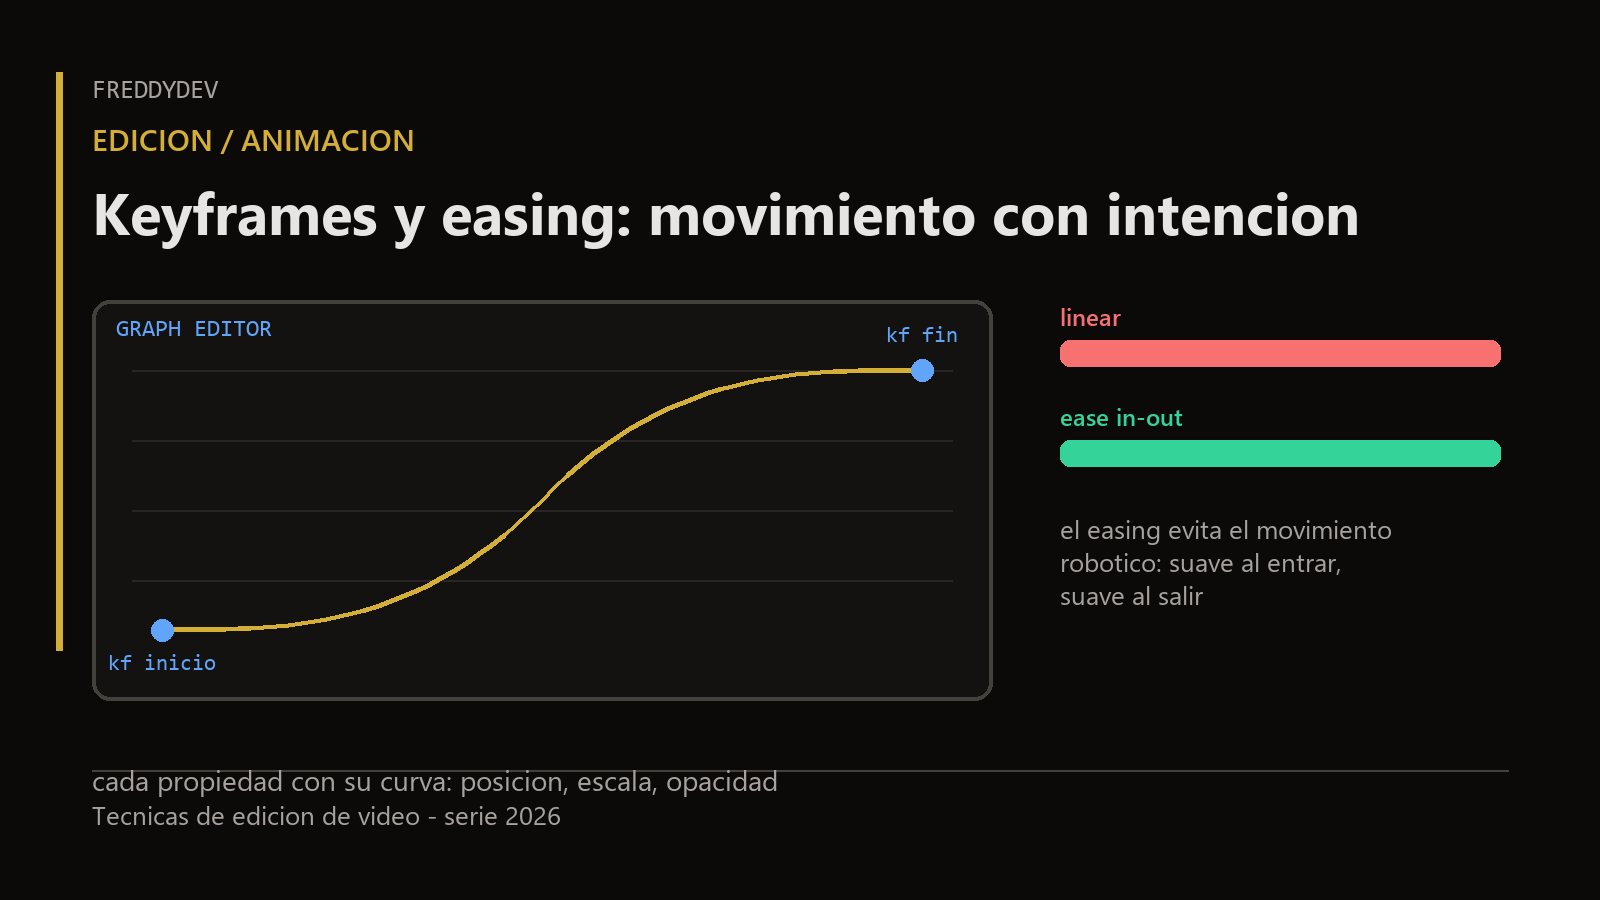 FREDDYDEV
EDICION / ANIMACION
Keyframes y easing: movimiento con intencion
GRAPH EDITOR
kf fin
kf inicio
linear
ease in-out
el easing evita el movimiento
robotico: suave al entrar,
suave al salir
cada propiedad con su curva: posicion, escala, opacidad
Tecnicas de edicion de video - serie 2026